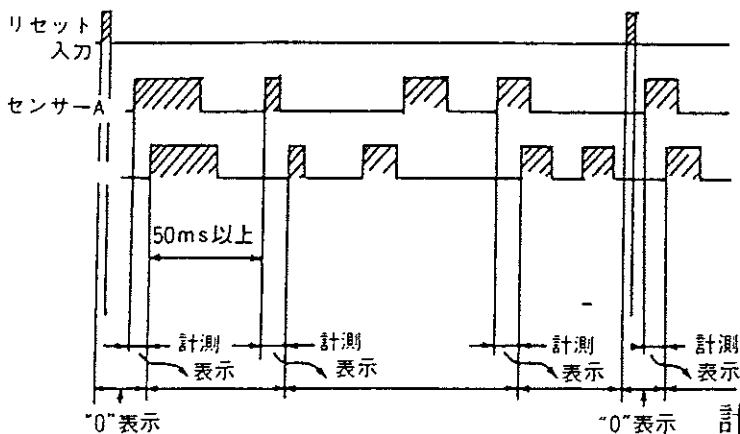 リセット
入力
センサーA
50ms以上
計測 計測 計測 計測
表示 表示 表示 表示
"0"表示 "0"表示 計